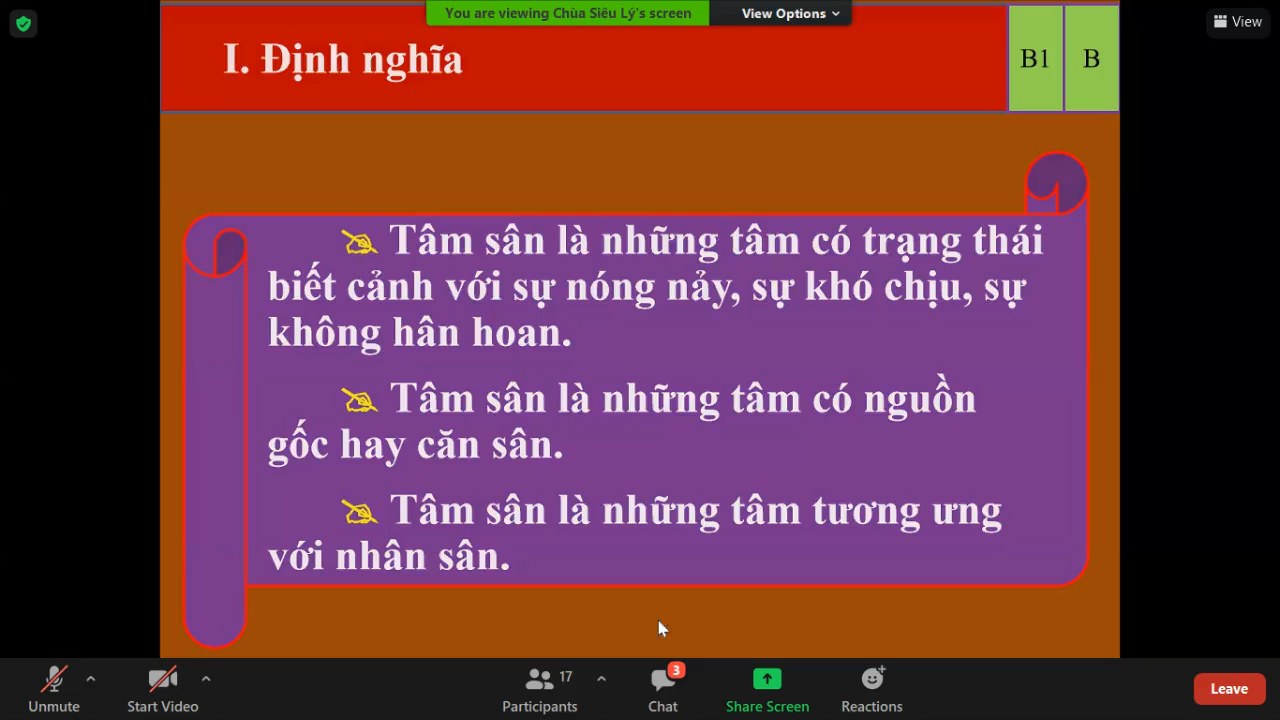 You are viewing Chùa Siêu Lý's screen
View Options
View
I. Định nghĩa
B1
B
Tâm sân là những tâm có trạng thái
biết cảnh với sự nóng nảy, sự khó chịu, sự
không hân hoan.
Tâm sân là những tâm có nguồn
gốc hay căn sân.
Tâm sân là những tâm tương ưng
với nhân sân.
Unmute
Start Video
17
Participants
3
Chat
Share Screen
Reactions
Leave